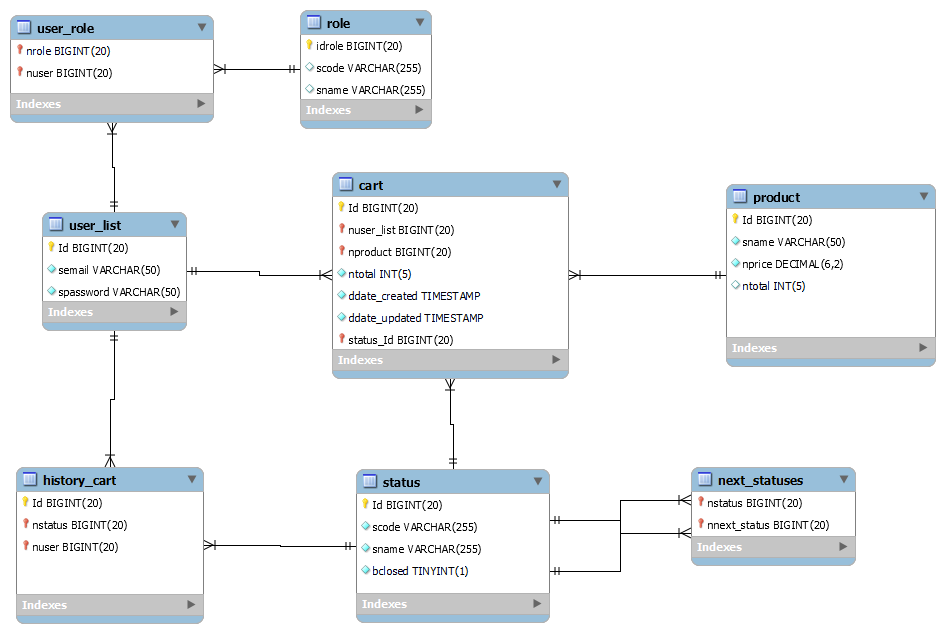 user_role
nrole BIGINT(20)
nuser BIGINT(20)
Indexes
role
idrole BIGINT(20)
scode VARCHAR(255)
sname VARCHAR(255)
Indexes
user_list
Id BIGINT(20)
semail VARCHAR(50)
spassword VARCHAR(50)
Indexes
cart
Id BIGINT(20)
nuser_list BIGINT(20)
nproduct BIGINT(20)
ntotal INT(5)
ddate_created TIMESTAMP
ddate_updated TIMESTAMP
status_Id BIGINT(20)
Indexes
product
Id BIGINT(20)
sname VARCHAR(50)
nprice DECIMAL(6,2)
ntotal INT(5)
Indexes
history_cart
Id BIGINT(20)
nstatus BIGINT(20)
nuser BIGINT(20)
Indexes
status
Id BIGINT(20)
scode VARCHAR(255)
sname VARCHAR(255)
bclosed TINYINT(1)
Indexes
next_statuses
nstatus BIGINT(20)
nnext_status BIGINT(20)
Indexes